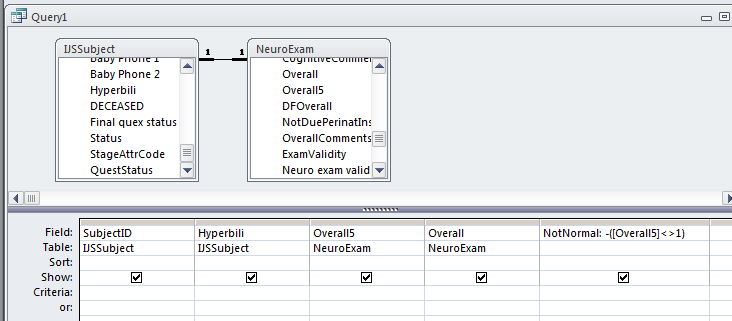 Query1
IJSSubject
Baby Phone 1
Baby Phone 2
Hyperbili
DECEASED
Final quex status
Status
StageAttrCode
QuestStatus
1 1
NeuroExam
CognitiveComme
Overall
Overall5
DFOverall
NotDuePerinatIns
OverallComments
ExamValidity
Neuro exam valid
Field: SubjectID Hyperbili Overall5 Overall NotNormal: -([Overall5]<>1)
Table: IJSSubject IJSSubject NeuroExam NeuroExam
Sort:
Show:
Criteria:
or: